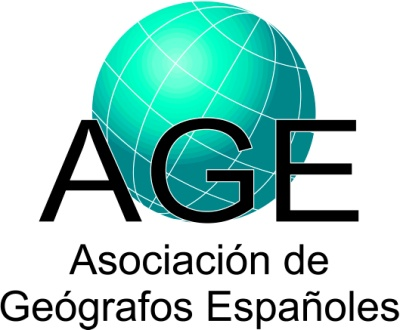 AGE
Asociación de
Geógrafos Españoles